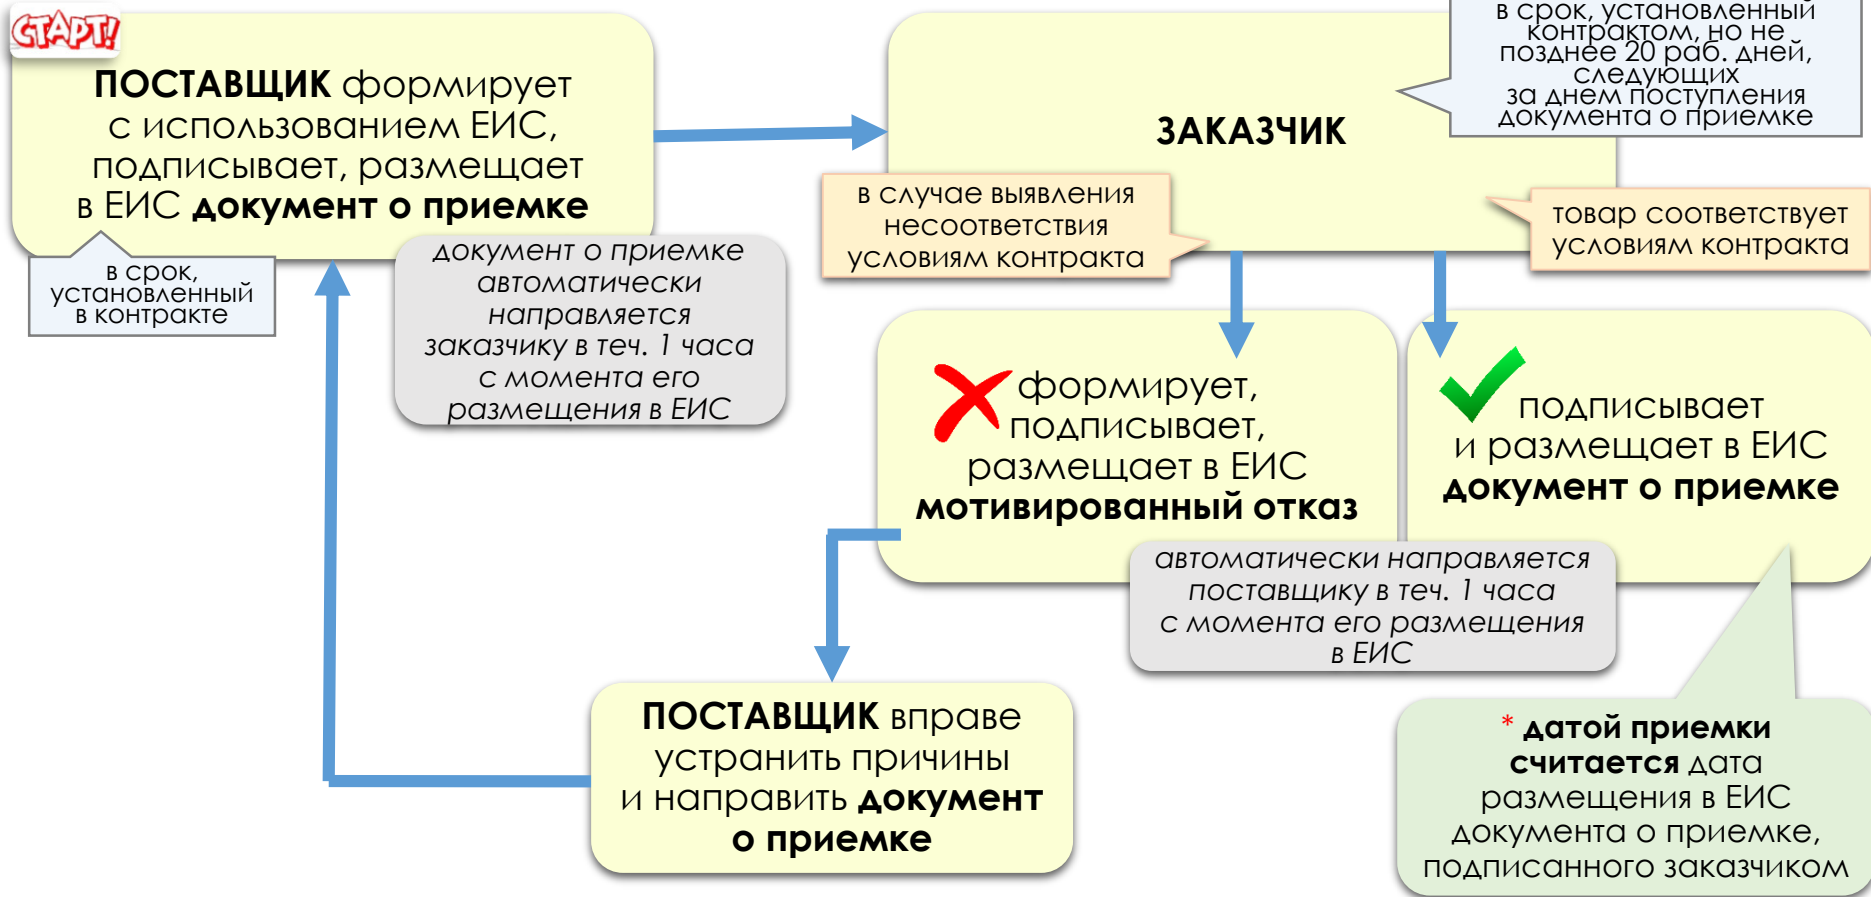 СТАРТ!
ПОСТАВЩИК формирует
с использованием ЕИС,
подписывает, размещает
в ЕИС документ о приемке
в срок,
установленный
в контракте
документ о приемке
автоматически
направляется
заказчику в теч. 1 часа
с момента его
размещения в ЕИС
ЗАКАЗЧИК
в срок, установленный
контрактом, но не
позднее 20 раб. дней,
следующих
за днем поступления
документа о приемке
в случае выявления
несоответствия
условиям контракта
товар соответствует
условиям контракта
формирует,
подписывает,
размещает в ЕИС
мотивированный отказ
подписывает
и размещает в ЕИС
документ о приемке
автоматически направляется
поставщику в теч. 1 часа
с момента его размещения
в ЕИС
ПОСТАВЩИК вправе
устранить причины
и направить документ
о приемке
* датой приемки
считается дата
размещения в ЕИС
документа о приемке,
подписанного заказчиком